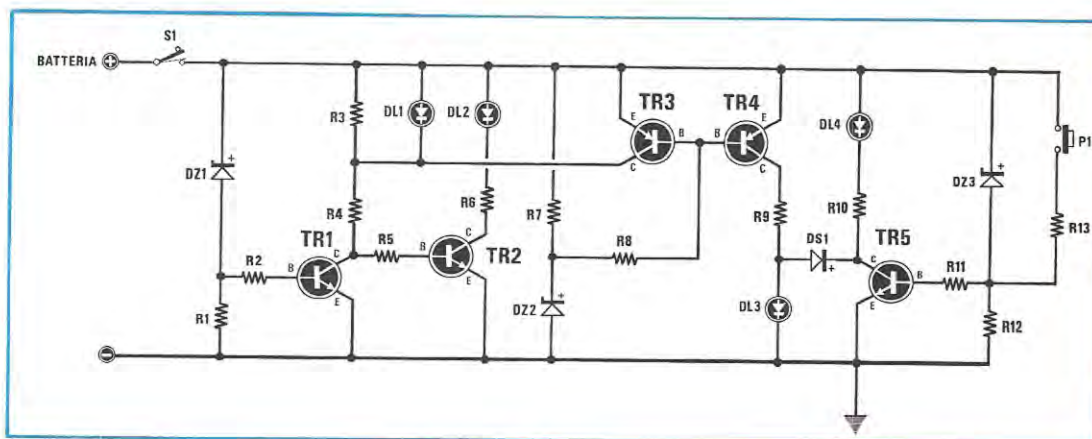 S1
BATTERIA +
TR3 TR4
E E
R3 DL1 DL2 DL4
B B
P1
C C
DZ1 + DZ3 +
R4 R6 R7 R9 R10 R13
TR1 R5 C TR2 R8 DS1 TR5
R2 C B + C R11
B E B
E DZ2 + DL3 E
R1 R12
-